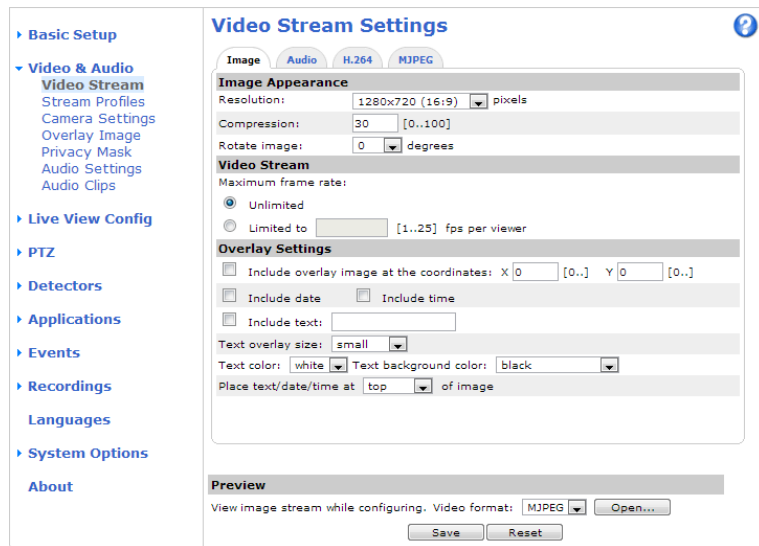 Video Stream Settings
?
Basic Setup
Video & Audio
Video Stream
Stream Profiles
Camera Settings
Overlay Image
Privacy Mask
Audio Settings
Audio Clips
Live View Config
PTZ
Detectors
Applications
Events
Recordings
Languages
System Options
About
Image Audio H.264 MJPEG
Image Appearance
Resolution: 1280x720 (16:9) pixels
Compression: 30 [0..100]
Rotate image: 0 degrees
Video Stream
Maximum frame rate:
Unlimited
Limited to [1..25] fps per viewer
Overlay Settings
Include overlay image at the coordinates: X 0 [0..] Y 0 [0..]
Include date Include time
Include text:
Text overlay size: small
Text color: white Text background color: black
Place text/date/time at top of image
Preview
View image stream while configuring. Video format: MJPEG Open...
Save Reset